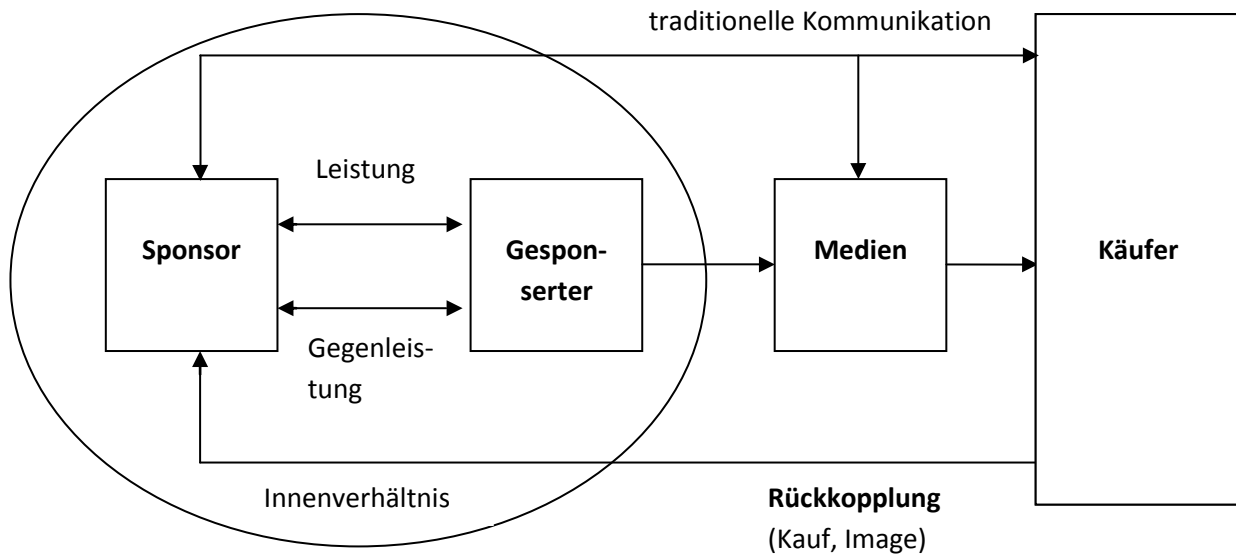 traditionelle Kommunikation
Leistung
Sponsor
Gespon-
serter
Medien
Käufer
Gegenleis-
tung
Innenverhältnis
Rückkopplung
(Kauf, Image)